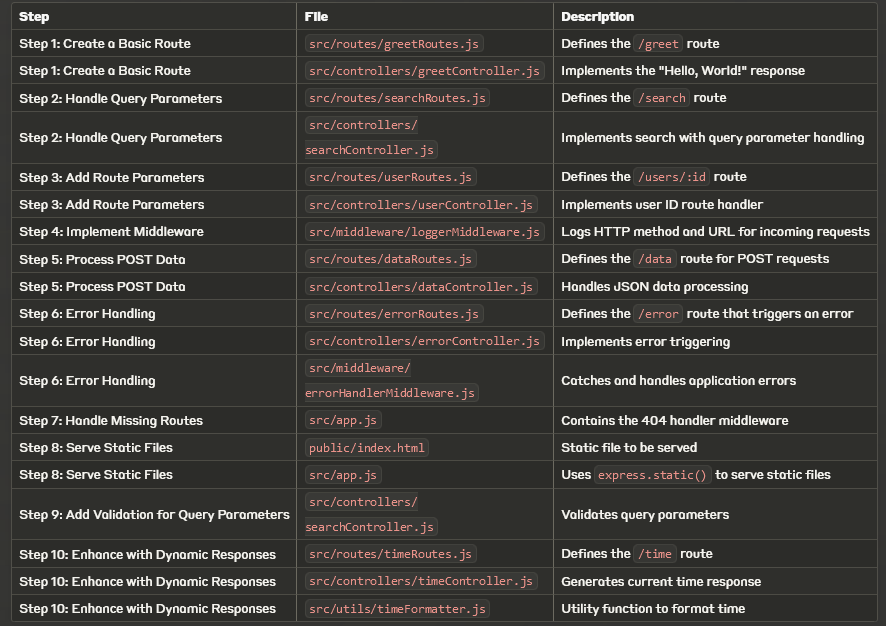 Step File Description
Step 1: Create a Basic Route src/routes/greetRoutes.js Defines the /greet route
Step 1: Create a Basic Route src/controllers/greetController.js Implements the "Hello, World!" response
Step 2: Handle Query Parameters src/routes/searchRoutes.js Defines the /search route
Step 2: Handle Query Parameters src/controllers/
searchController.js Implements search with query parameter handling
Step 3: Add Route Parameters src/routes/userRoutes.js Defines the /users/:id route
Step 3: Add Route Parameters src/controllers/userController.js Implements user ID route handler
Step 4: Implement Middleware src/middleware/loggerMiddleware.js Logs HTTP method and URL for incoming requests
Step 5: Process POST Data src/routes/dataRoutes.js Defines the /data route for POST requests
Step 5: Process POST Data src/controllers/dataController.js Handles JSON data processing
Step 6: Error Handling src/routes/errorRoutes.js Defines the /error route that triggers an error
Step 6: Error Handling src/controllers/errorController.js Implements error triggering
Step 6: Error Handling src/middleware/
errorHandlerMiddleware.js Catches and handles application errors
Step 7: Handle Missing Routes src/app.js Contains the 404 handler middleware
Step 8: Serve Static Files public/index.html Static file to be served
Step 8: Serve Static Files src/app.js Uses express.static() to serve static files
Step 9: Add Validation for Query Parameters src/controllers/
searchController.js Validates query parameters
Step 10: Enhance with Dynamic Responses src/routes/timeRoutes.js Defines the /time route
Step 10: Enhance with Dynamic Responses src/controllers/timeController.js Generates current time response
Step 10: Enhance with Dynamic Responses src/utils/timeFormatter.js Utility function to format time